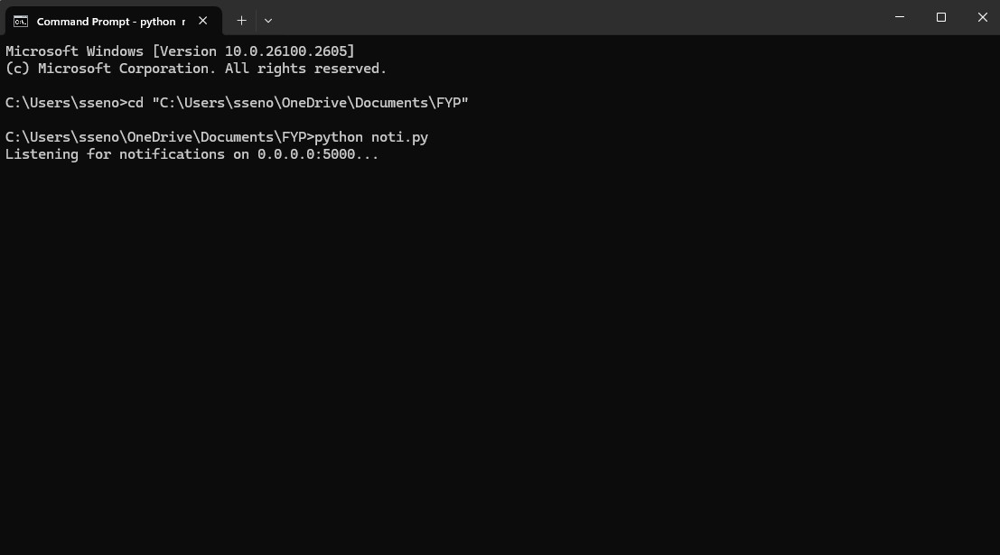 Command Prompt - python
Microsoft Windows [Version 10.0.26100.2605]
(c) Microsoft Corporation. All rights reserved.
C:\Users\sseno>cd "C:\Users\sseno\OneDrive\Documents\FYP"
C:\Users\sseno\OneDrive\Documents\FYP>python noti.py
Listening for notifications on 0.0.0.0:5000...